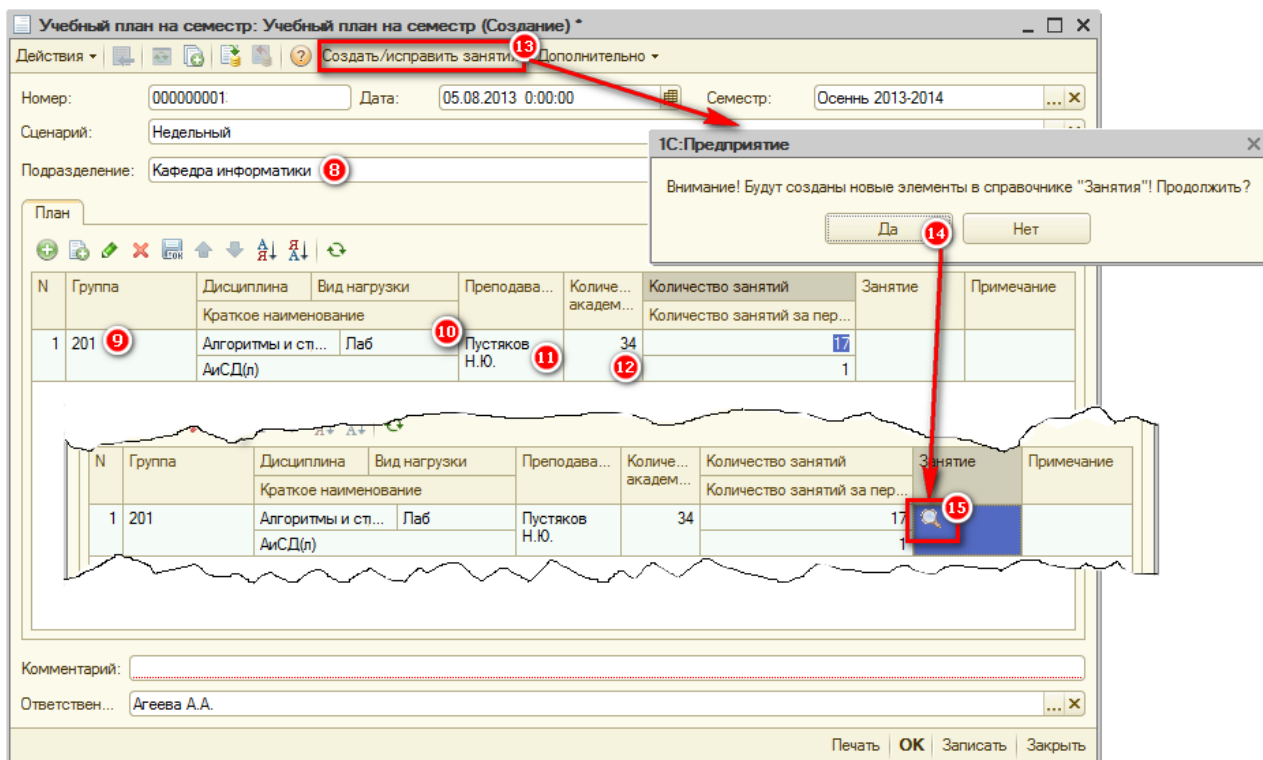 Учебный план на семестр: Учебный план на семестр (Создание) *
Действия ? Создать/исправить заняти 13 Дополнительно
Номер: 000000001 Дата: 05.08.2013 0:00:00 Семестр: Осеннь 2013-2014 ... ×
Сценарий: Недельный
Подразделение: Кафедра информатики 8
1С:Предприятие
Внимание! Будут созданы новые элементы в справочнике "Занятия"! Продолжить?
Да 14 Нет
План
N Группа Дисциплина Вид нагрузки Преподава... Количе... академ... Количество занятий Занятие Примечание
Краткое наименование Количество занятий за пер...
1 201 9 Алгоритмы и ст... Лаб 10 Пустяков Н.Ю. 11 34 12 17
АиСД(л) 1
N Группа Дисциплина Вид нагрузки Преподава... Количе... академ... Количество занятий Занятие Примечание
Краткое наименование Количество занятий за пер...
1 201 Алгоритмы и ст... Лаб Пустяков Н.Ю. 34 17 15
АиСД(л) 1
Комментарий:
Ответствен... Агеева А.А. ... ×
Печать ОК Записать Закрыть